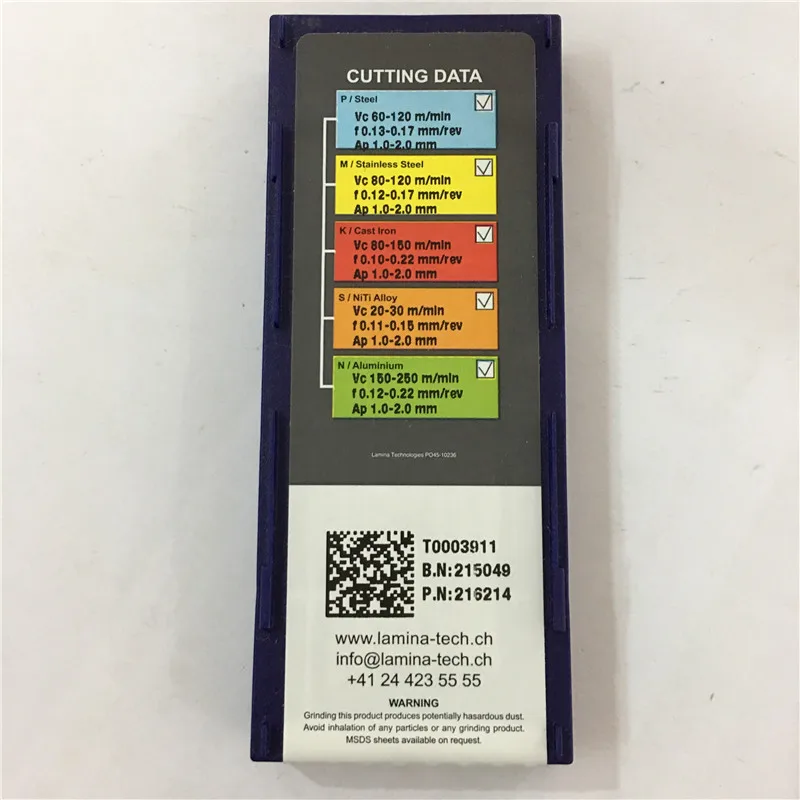 CUTTING DATA
P / Steel
Vc 60-120 m/min
f 0.13-0.17 mm/rev
Ap 1.0-2.0 mm
M / Stainless Steel
Vc 80-120 m/min
f 0.12-0.17 mm/rev
Ap 1.0-2.0 mm
K / Cast Iron
Vc 80-150 m/min
f 0.10-0.22 mm/rev
Ap 1.0-2.0 mm
S / NiTi Alloy
Vc 20-30 m/min
f 0.11-0.15 mm/rev
Ap 1.0-2.0 mm
N / Aluminium
Vc 150-250 m/min
f 0.12-0.22 mm/rev
Ap 1.0-2.0 mm
Lamina Technologies PO45-10236
T0003911
B.N:215049
P.N:216214
www.lamina-tech.ch
info@lamina-tech.ch
+41 24 423 55 55
WARNING
Grinding this product produces potentially hazardous dust.
Avoid inhalation of any particles or any grinding product.
MSDS sheets available on request.